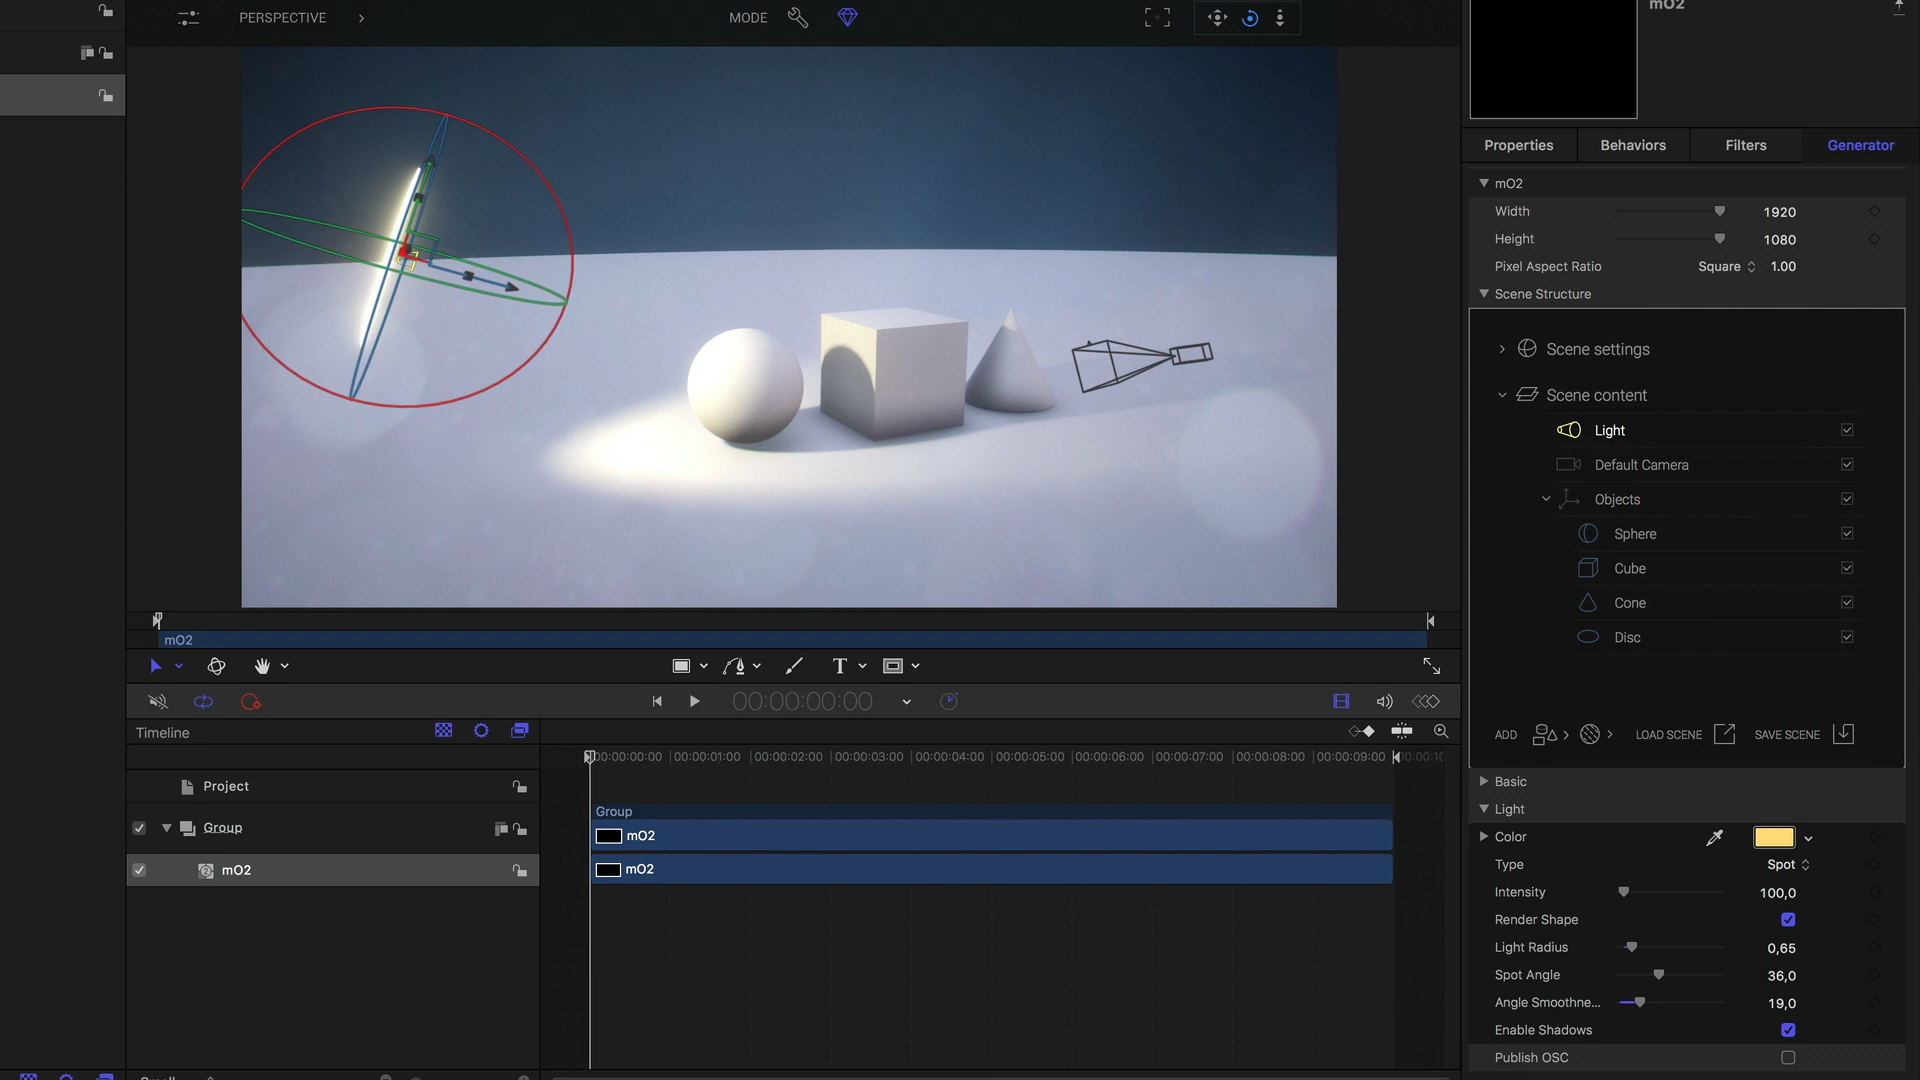 PERSPECTIVE
MODE
mO2
Properties
Behaviors
Filters
Generator
mO2
Width
1920
Height
1080
Pixel Aspect Ratio
Square
1.00
Scene Structure
Scene settings
Scene content
Light
Default Camera
Objects
Sphere
Cube
Cone
Disc
ADD
LOAD SCENE
SAVE SCENE
Basic
Light
Color
Type
Spot
Intensity
100,0
Render Shape
Light Radius
0,65
Spot Angle
36,0
Angle Smoothne...
19,0
Enable Shadows
Publish OSC
mO2
T
00:00:00:00
Timeline
00:00:00:00
00:00:01:00
00:00:02:00
00:00:03:00
00:00:04:00
00:00:05:00
00:00:06:00
00:00:07:00
00:00:08:00
00:00:09:00
Project
Group
Group
mO2
mO2
mO2